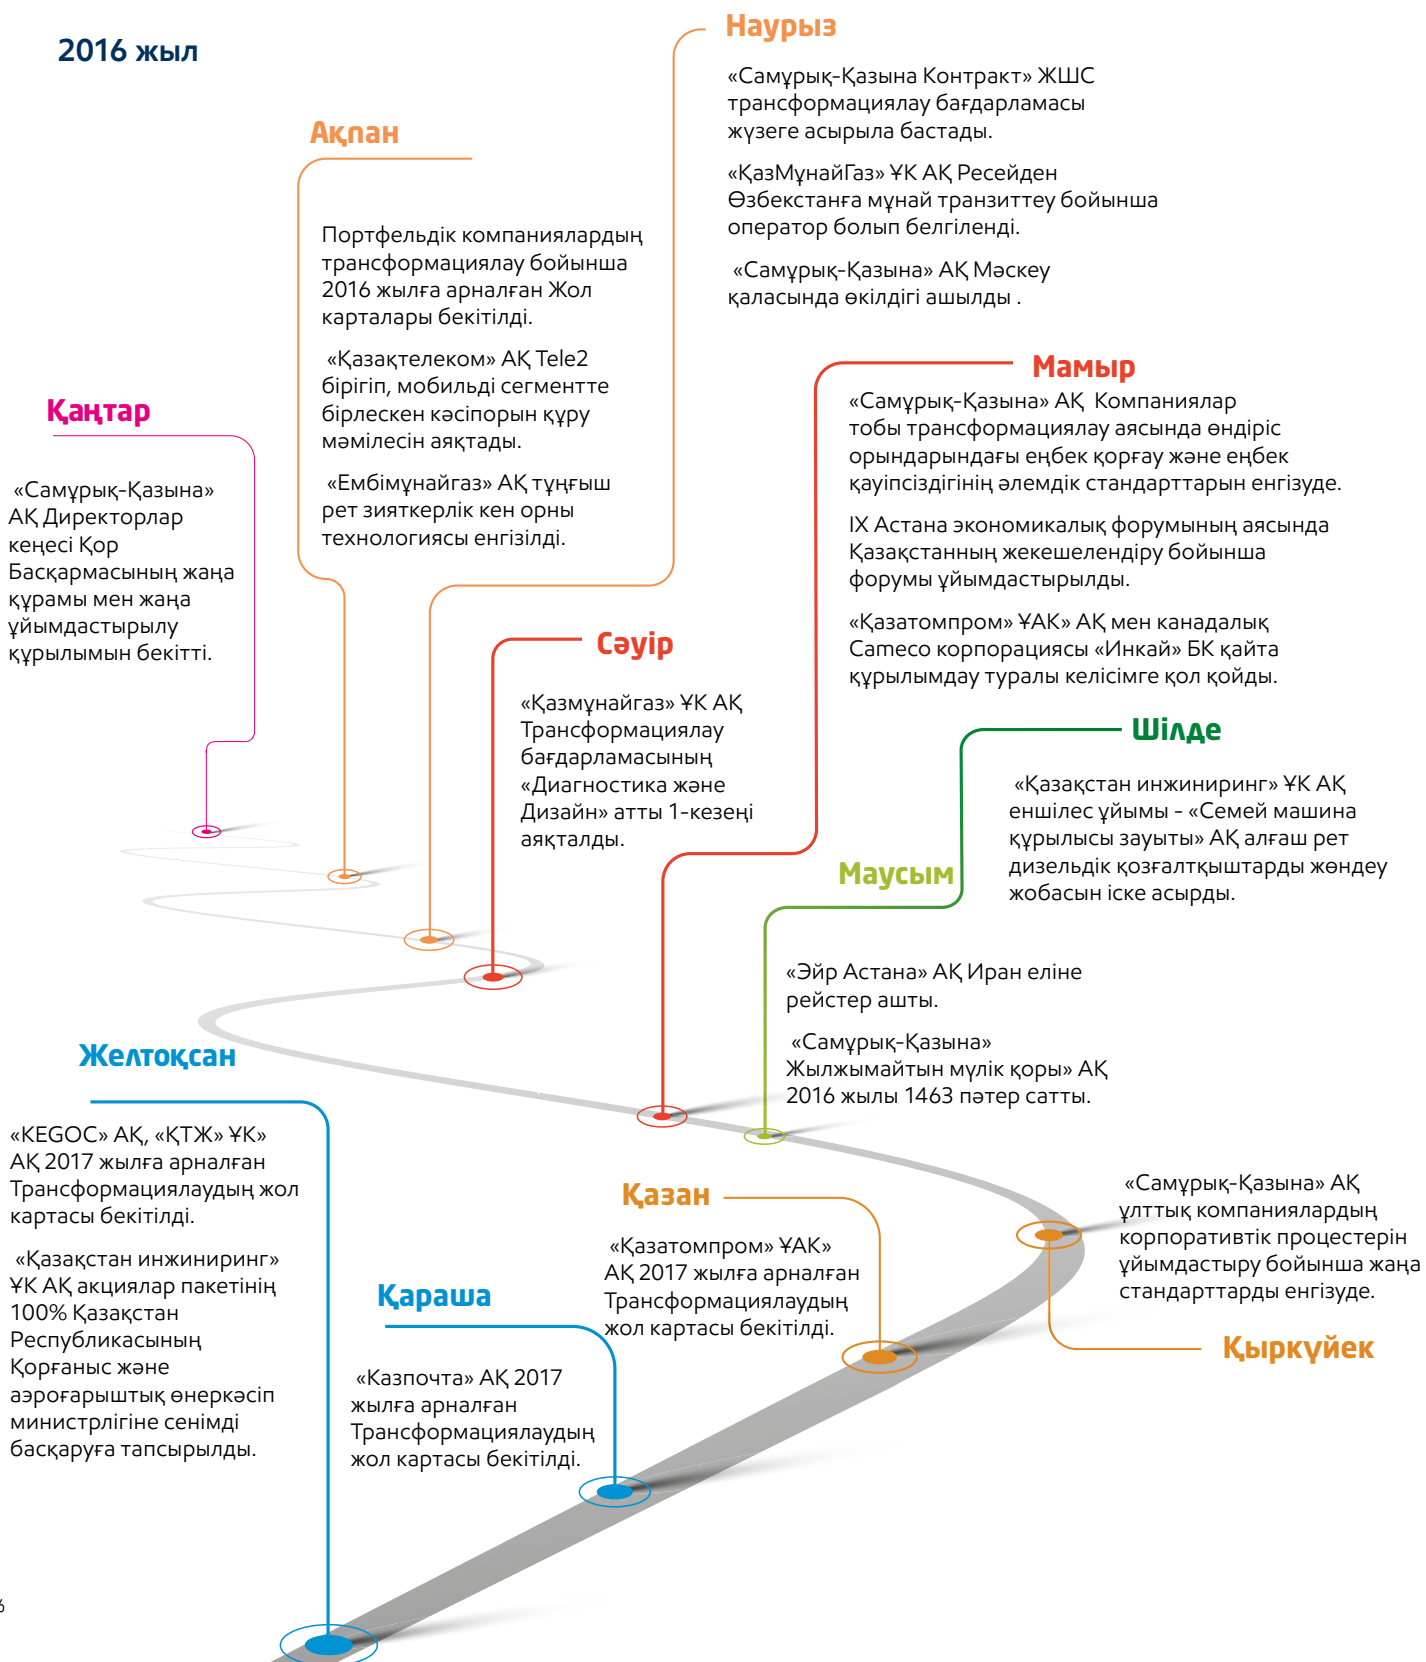 2016 жыл
Қаңтар
«Самұрық-Қазына»
АҚ Директорлар
кеңесі Қор
Басқармасының жаңа
құрамы мен жаңа
ұйымдастырылу
құрылымын бекітті.
Ақпан
Портфельдік компаниялардың
трансформациялау бойынша
2016 жылға арналған Жол
карталары бекітілді.
«Қазақтелеком» АҚ Tele2
бірігіп, мобильді сегментте
бірлескен кәсіпорын құру
мәмілесін аяқтады.
«Ембімұнайгаз» АҚ тұңғыш
рет зияткерлік кен орны
технологиясы енгізілді.
Наурыз
«Самұрық-Қазына Контракт» ЖШС
трансформациялау бағдарламасы
жүзеге асырыла бастады.
«ҚазМұнайГаз» ҰК АҚ Ресейден
Өзбекстанға мұнай транзиттеу бойынша
оператор болып белгіленді.
«Самұрық-Қазына» АҚ Мәскеу
қаласында өкілдігі ашылды .
Сәуір
«Қазмұнайгаз» ҰК АҚ
Трансформациялау
бағдарламасының
«Диагностика және
Дизайн» атты 1-кезеңі
аяқталды.
Мамыр
«Самұрық-Қазына» АҚ Компаниялар
тобы трансформациялау аясында өндіріс
орындарындағы еңбек қорғау және еңбек
қауіпсіздігінің әлемдік стандарттарын енгізуде.
IX Астана экономикалық форумының аясында
Қазақстанның жекешелендіру бойынша
форумы ұйымдастырылды.
«Қазатомпром» ҰАК» АҚ мен канадалық
Cameco корпорациясы «Инкай» БК қайта
құрылымдау туралы келісімге қол қойды.
Маусым
«Эйр Астана» АҚ Иран еліне
рейстер ашты.
«Самұрық-Қазына»
Жылжымайтын мүлік қоры» АҚ
2016 жылы 1463 пәтер сатты.
Шілде
«Қазақстан инжиниринг» ҰК АҚ
еншілес ұйымы - «Семей машина
құрылысы зауыты» АҚ алғаш рет
дизельдік қозғалтқыштарды жөндеу
жобасын іске асырды.
«Самұрық-Қазына» АҚ
ұлттық компаниялардың
корпоративтік процестерін
ұйымдастыру бойынша жаңа
стандарттарды енгізуде.
Қыркүйек
Қазан
«Қазатомпром» ҰАК»
АҚ 2017 жылға арналған
Трансформациялаудың
жол картасы бекітілді.
Қараша
«Казпочта» АҚ 2017
жылға арналған
Трансформациялаудың
жол картасы бекітілді.
Желтоқсан
«KEGOC» АҚ, «ҚТЖ» ҰК»
АҚ 2017 жылға арналған
Трансформациялаудың жол
картасы бекітілді.
«Қазақстан инжиниринг»
ҰК АҚ акциялар пакетінің
100% Қазақстан
Республикасының
Қорғаныс және
аэроғарыштық өнеркәсіп
министрлігіне сенімді
басқаруға тапсырылды.
6